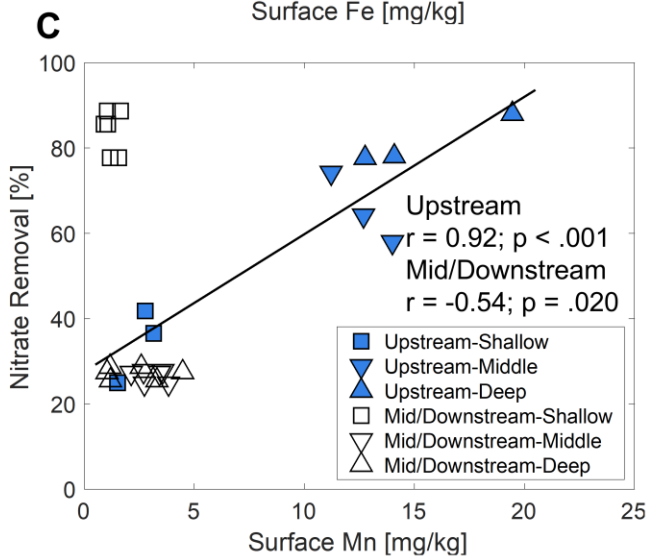 Surface Fe [mg/kg]
C
100
80
60
40
20
0
Nitrate Removal [%]
Upstream
r = 0.92; p < .001
Mid/Downstream
r = -0.54; p = .020
Upstream-Shallow
Upstream-Middle
Upstream-Deep
Mid/Downstream-Shallow
Mid/Downstream-Middle
Mid/Downstream-Deep
0 5 10 15 20 25
Surface Mn [mg/kg]